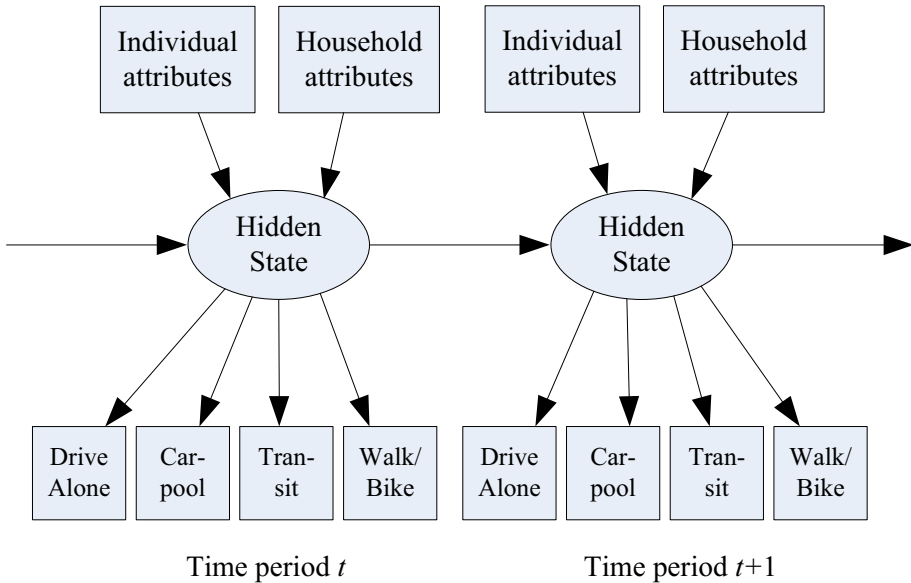 Individual
attributes
Household
attributes
Individual
attributes
Household
attributes
Hidden
State
Hidden
State
Drive
Alone
Car-
pool
Tran-
sit
Walk/
Bike
Drive
Alone
Car-
pool
Tran-
sit
Walk/
Bike
Time period t
Time period t+1